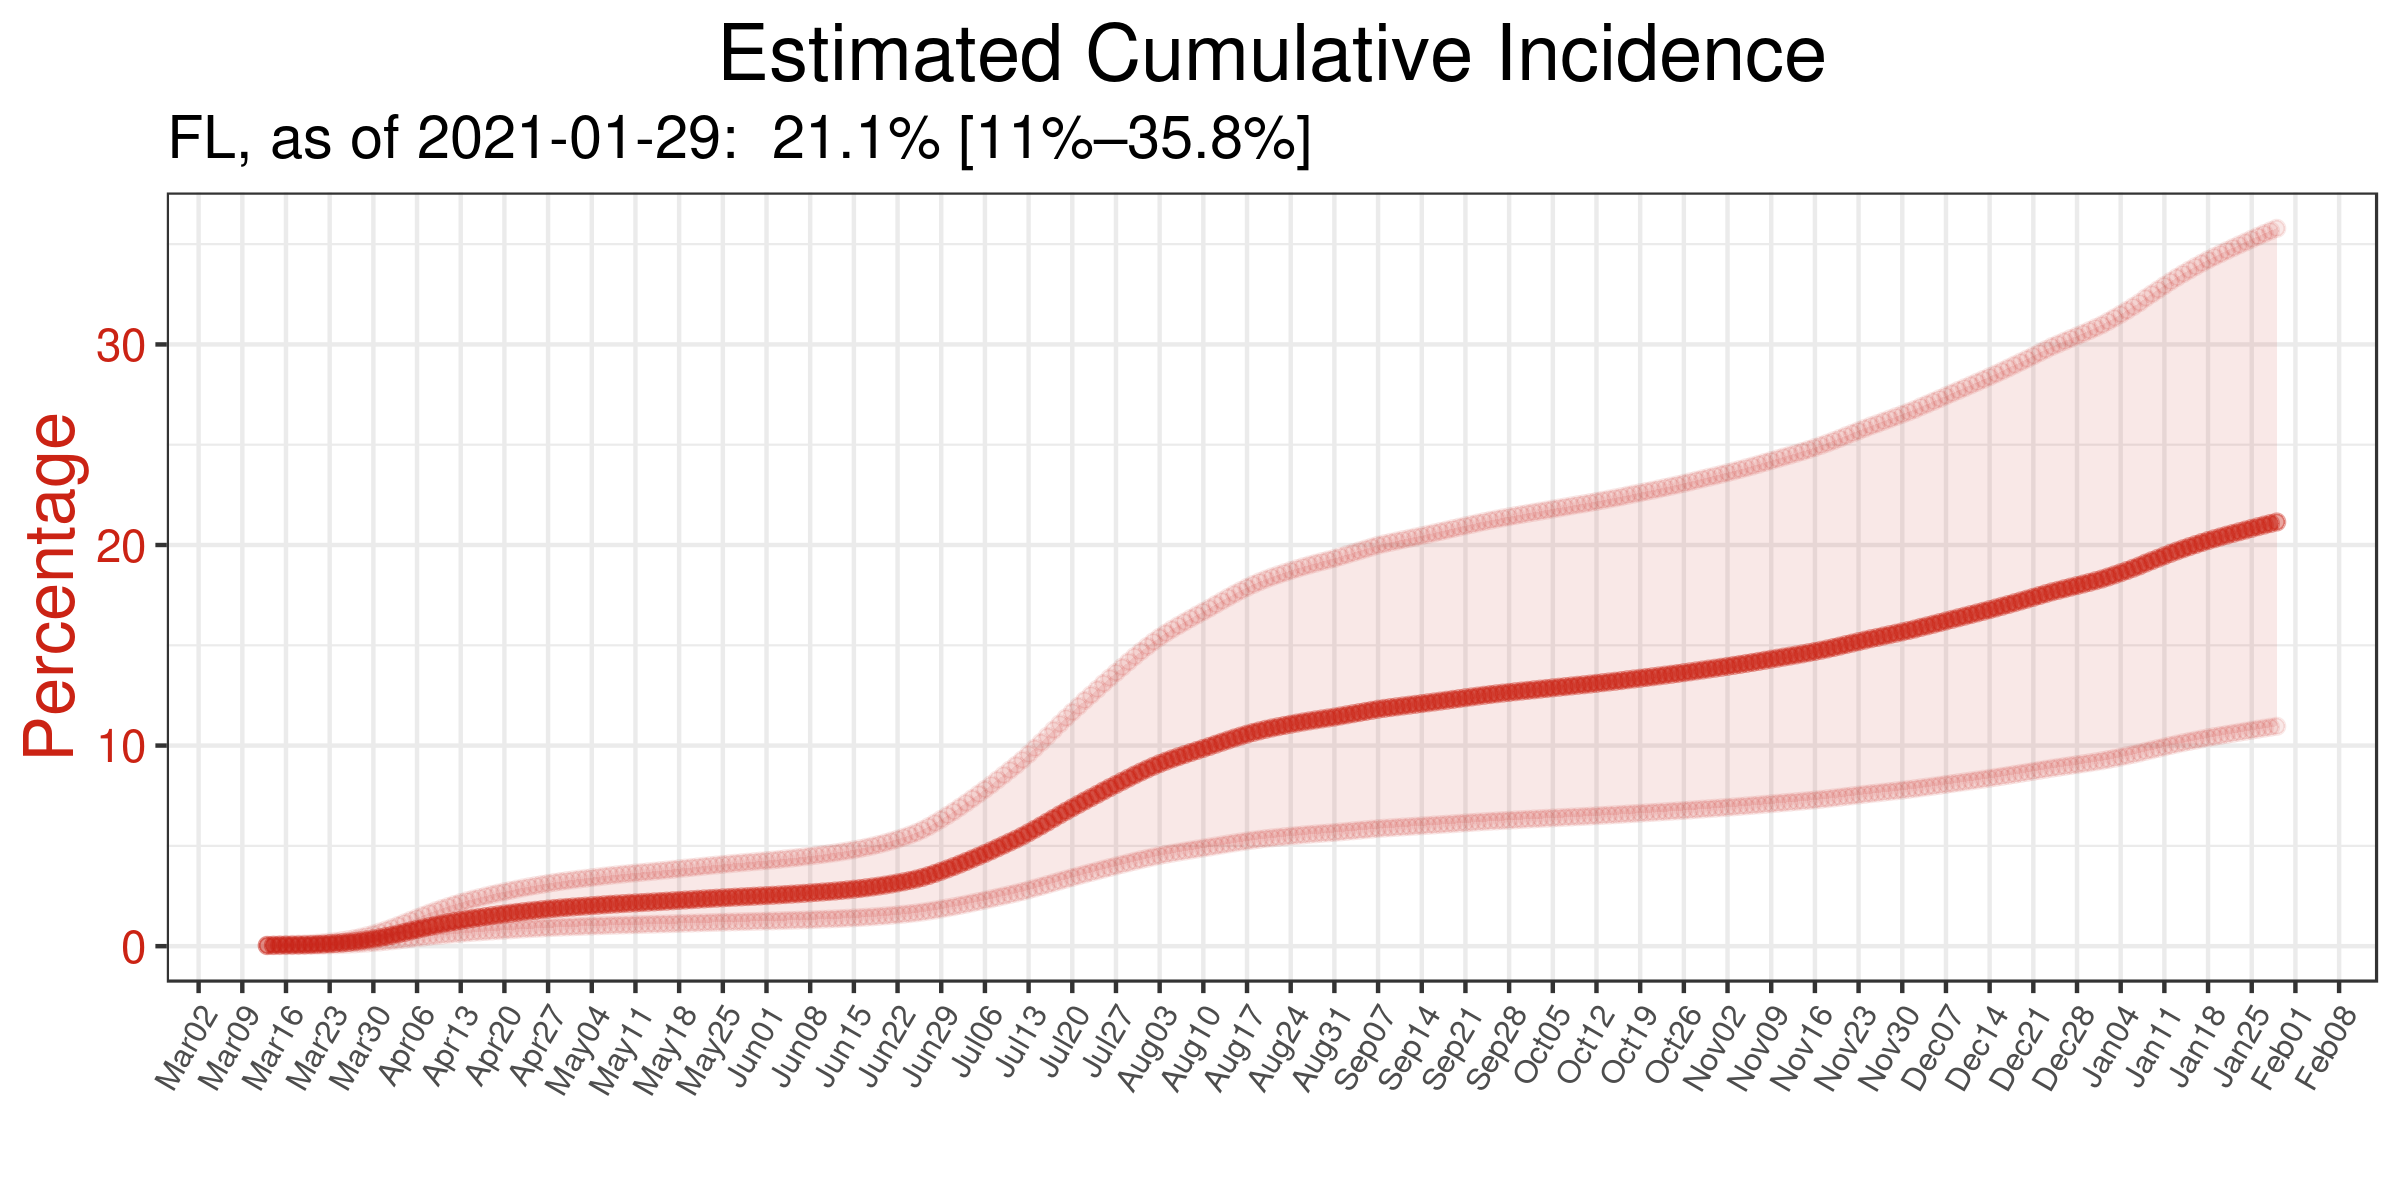 Estimated Cumulative Incidence
FL, as of 2021-01-29:  21.1% [11%–35.8%]
Percentage
30
20
10
0
Mar02
Mar09
Mar16
Mar23
Mar30
Apr06
Apr13
Apr20
Apr27
May04
May11
May18
May25
Jun01
Jun08
Jun15
Jun22
Jun29
Jul06
Jul13
Jul20
Jul27
Aug03
Aug10
Aug17
Aug24
Aug31
Sep07
Sep14
Sep21
Sep28
Oct05
Oct12
Oct19
Oct26
Nov02
Nov09
Nov16
Nov23
Nov30
Dec07
Dec14
Dec21
Dec28
Jan04
Jan11
Jan18
Jan25
Feb01
Feb08